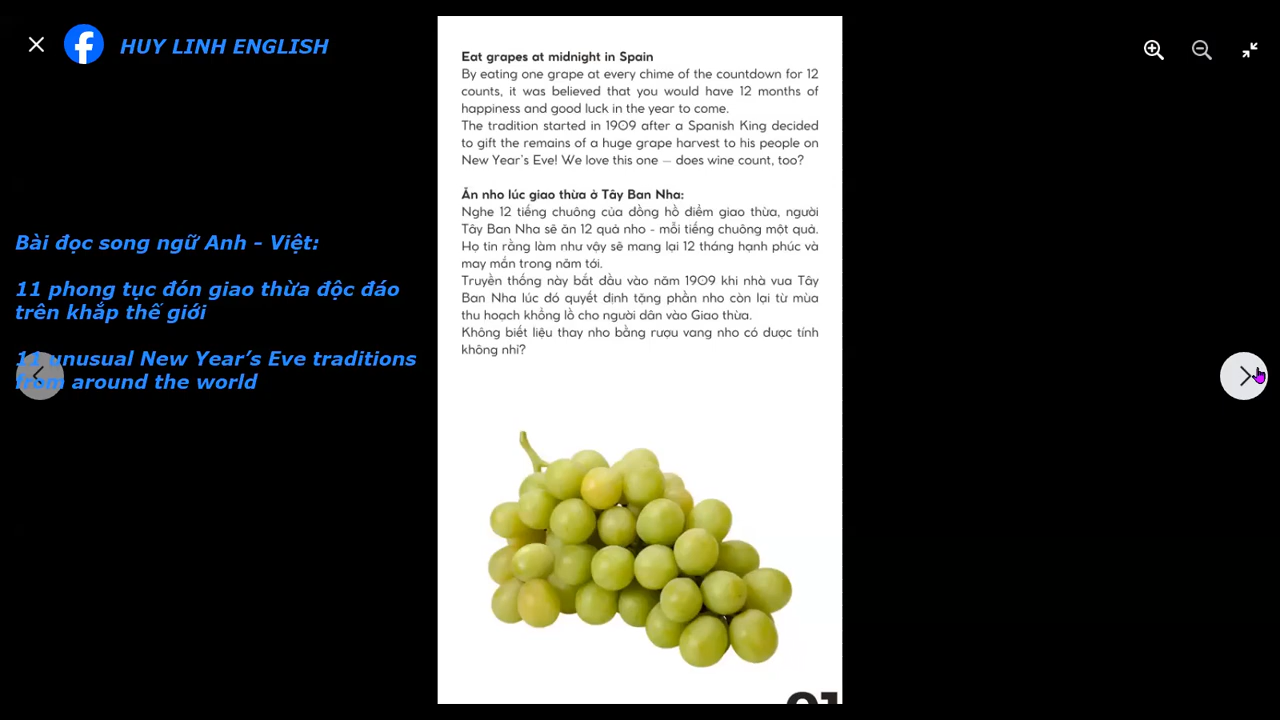 HUY LINH ENGLISH
Bài đọc song ngữ Anh - Việt:
11 phong tục đón giao thừa độc đáo
trên khắp thế giới
11 unusual New Year’s Eve traditions
from around the world
Eat grapes at midnight in Spain
By eating one grape at every chime of the countdown for 12
counts, it was believed that you would have 12 months of
happiness and good luck in the year to come.
The tradition started in 1909 after a Spanish King decided
to gift the remains of a huge grape harvest to his people on
New Year’s Eve! We love this one – does wine count, too?
Ăn nho lúc giao thừa ở Tây Ban Nha:
Nghe 12 tiếng chuông của đồng hồ điểm giao thừa, người
Tây Ban Nha sẽ ăn 12 quả nho - mỗi tiếng chuông một quả.
Họ tin rằng làm như vậy sẽ mang lại 12 tháng hạnh phúc và
may mắn trong năm tới.
Truyền thống này bắt đầu vào năm 1909 khi nhà vua Tây
Ban Nha lúc đó quyết định tặng phần nho còn lại từ mùa
thu hoạch khổng lồ cho người dân vào Giao thừa.
Không biết liệu thay nho bằng rượu vang nho có được tính
không nhỉ?
01